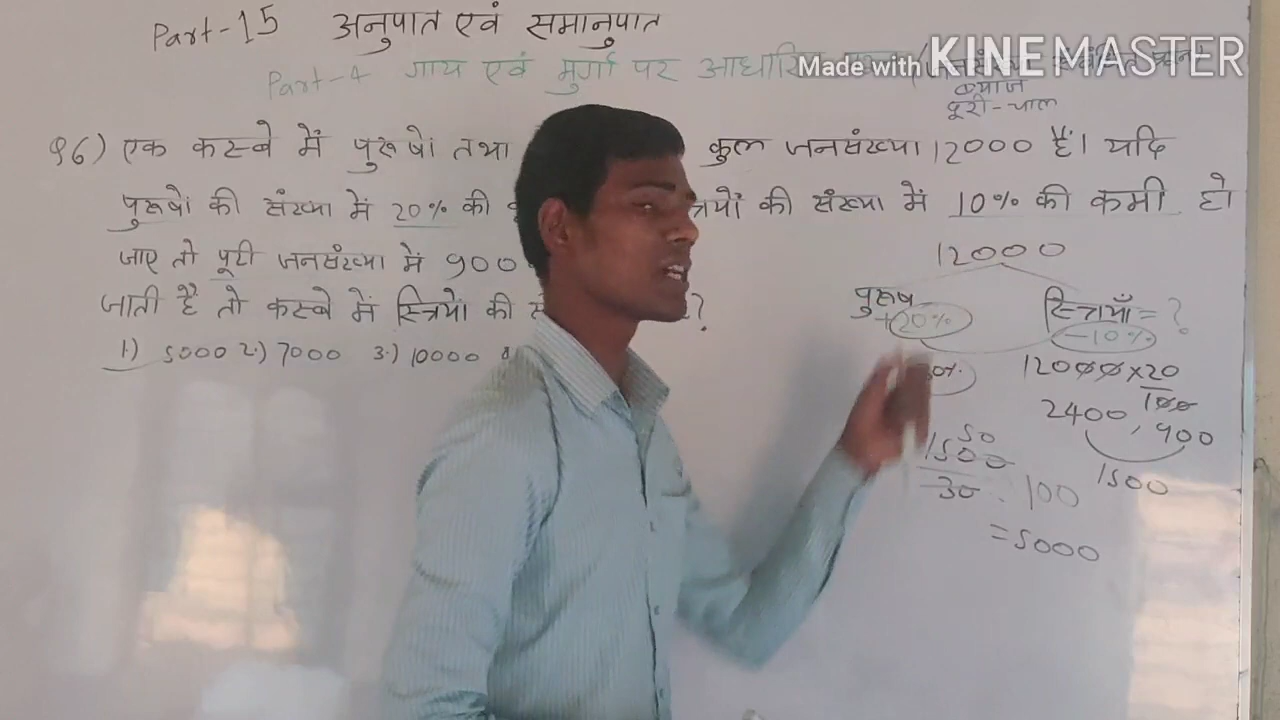 Part-15 अनुपात एवं समानुपात
Part-4 गाय एवं मुर्गा पर आधारित
Made with KINEMASTER
ब्याज
दूरी-चाल
96) एक कस्बे में पुरूषों तथा कुल जनसंख्या 12000 हैं। यदि
पुरूषों की संख्या में 20% की की संख्या में 10% की कमी हो
जाए तो पूरी जनसंख्या में 900
जाती हैं तो कस्बे में स्त्रियों की ?
1) 5000 2.) 7000 3.) 10000
12000
पुरूष स्त्रियाँ = ?
+20% -10%
30%
12000 × 20
100
2400, 900
1500
50
1500
30 . 100
= 5000